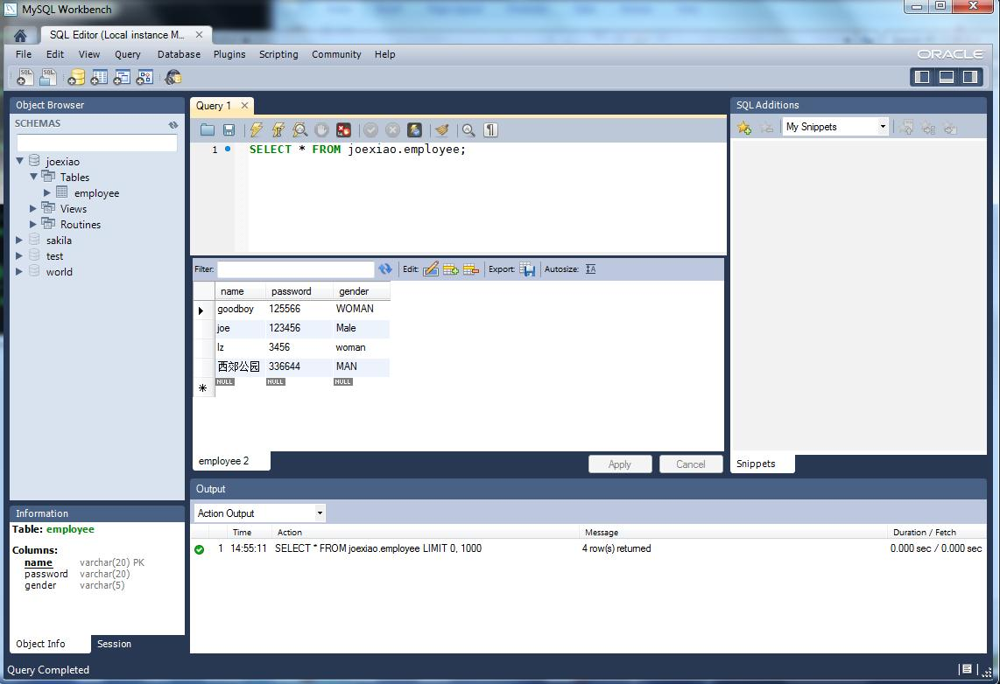 MySQL Workbench
SQL Editor (Local instance M...
File Edit View Query Database Plugins Scripting Community Help
ORACLE
Object Browser
SCHEMAS
joexiao
Tables
employee
Views
Routines
sakila
test
world
Query 1
1 SELECT * FROM joexiao.employee;
Filter: Edit: Export: Autosize:
name password gender
goodboy 125566 WOMAN
joe 123456 Male
lz 3456 woman
西郊公园 336644 MAN
NULL NULL NULL
employee 2
Apply Cancel
SQL Additions
My Snippets
Snippets
Output
Action Output
Time Action Message Duration / Fetch
1 14:55:11 SELECT * FROM joexiao.employee LIMIT 0, 1000 4 row(s) returned 0.000 sec / 0.000 sec
Information
Table: employee
Columns:
name varchar(20) PK
password varchar(20)
gender varchar(5)
Object Info Session
Query Completed